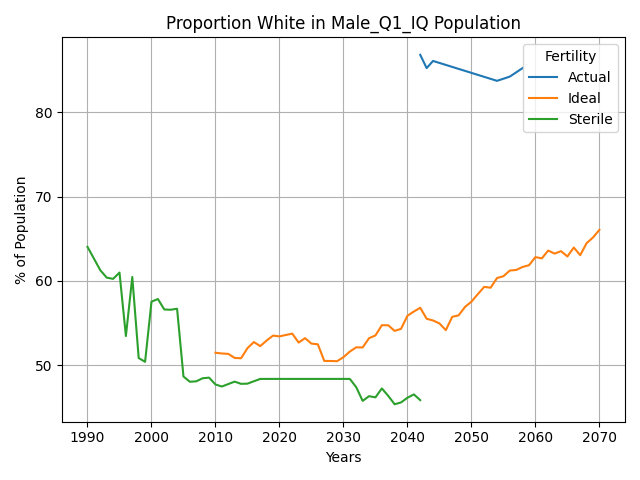 Proportion White in Male_Q1_IQ Population
Fertility
Actual
Ideal
Sterile
80
70
60
50
% of Population
1990 2000 2010 2020 2030 2040 2050 2060 2070
Years